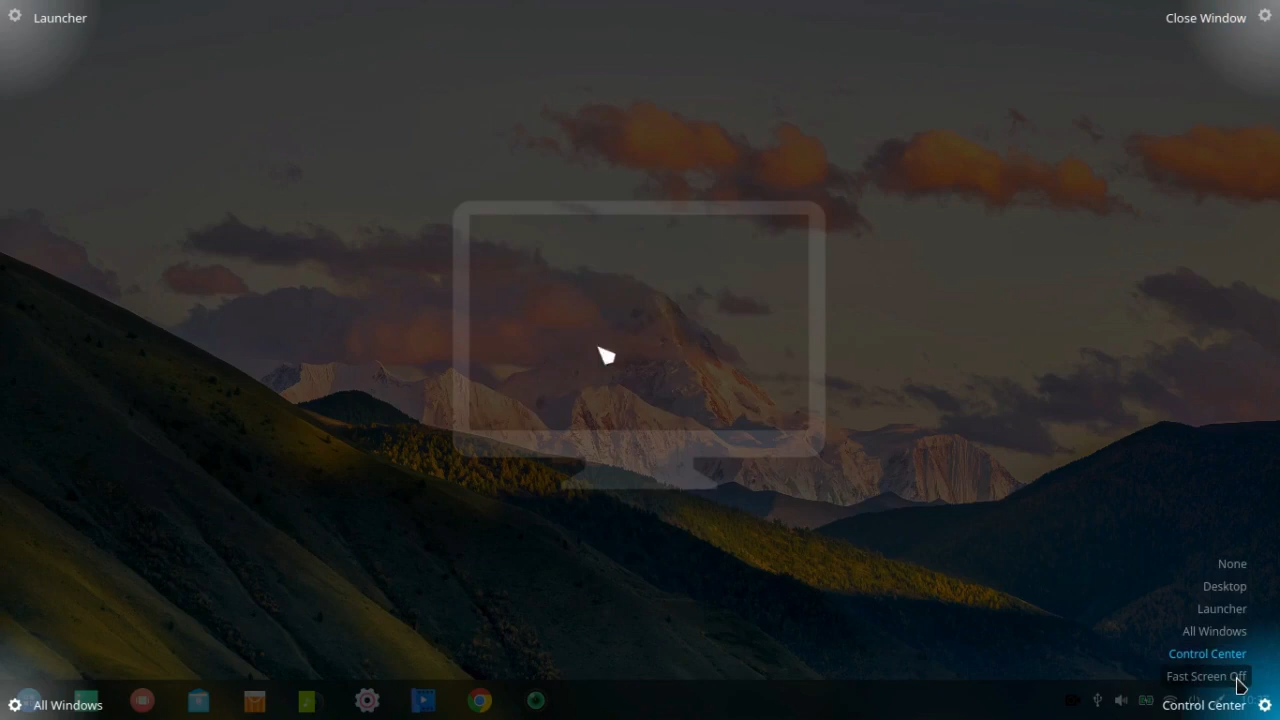 Launcher
Close Window
None
Desktop
Launcher
All Windows
Control Center
Fast Screen Off
All Windows
Control Center